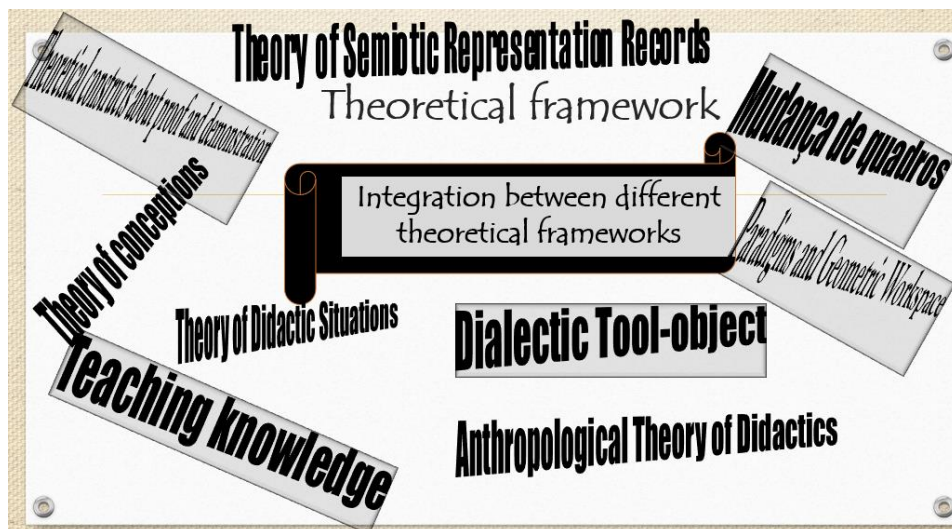 Theory of Semiotic Representation Records
Theoretical framework
Theoretical constructs about proof and demonstration
Mudança de quadros
Integration between different
theoretical frameworks
Theory of conceptions
Paradigms and Geometric Workspace
Theory of Didactic Situations
Dialectic Tool-object
Teaching knowledge
Anthropological Theory of Didactics